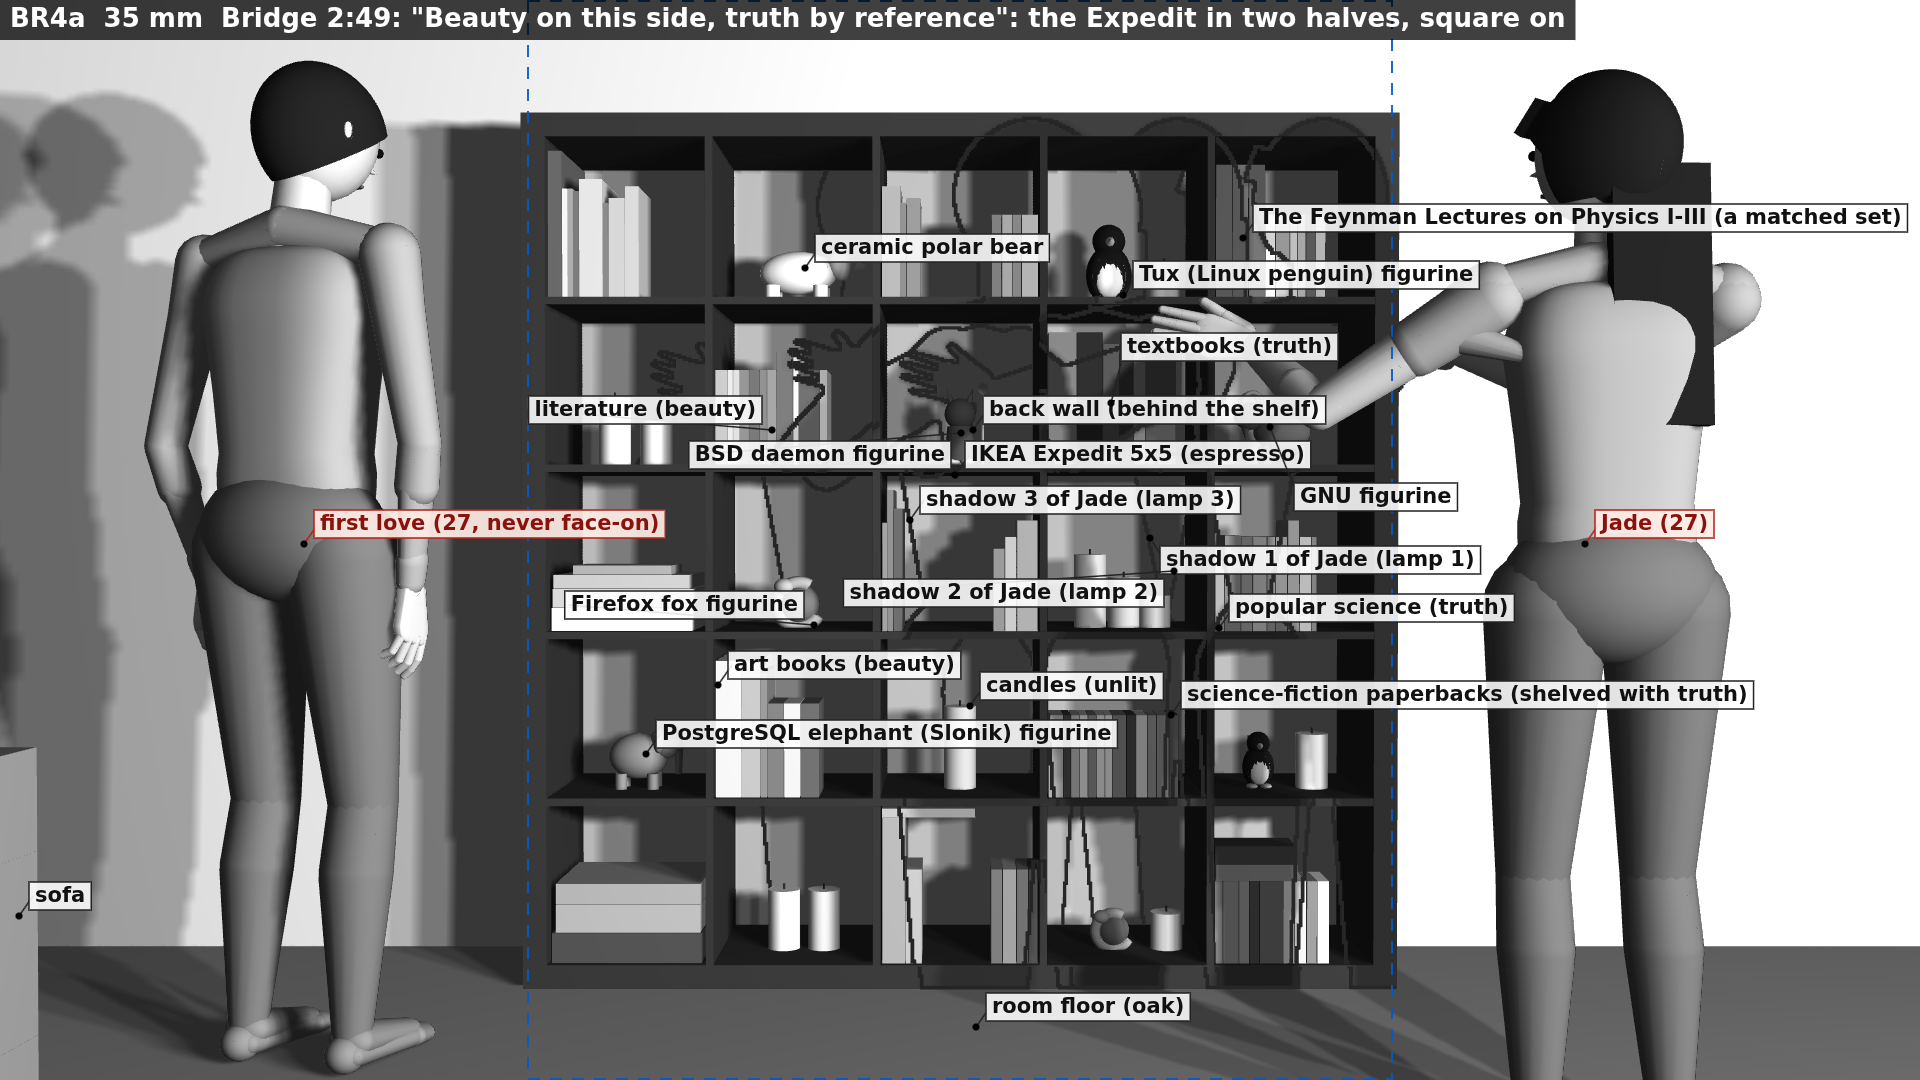 BR4a  35 mm  Bridge 2:49: "Beauty on this side, truth by reference": the Expedit in two halves, square on
The Feynman Lectures on Physics I-III (a matched set)
ceramic polar bear
Tux (Linux penguin) figurine
textbooks (truth)
literature (beauty)
back wall (behind the shelf)
BSD daemon figurine
IKEA Expedit 5x5 (espresso)
shadow 3 of Jade (lamp 3)
GNU figurine
first love (27, never face-on)
Jade (27)
shadow 1 of Jade (lamp 1)
shadow 2 of Jade (lamp 2)
Firefox fox figurine
popular science (truth)
art books (beauty)
candles (unlit)
science-fiction paperbacks (shelved with truth)
PostgreSQL elephant (Slonik) figurine
sofa
room floor (oak)